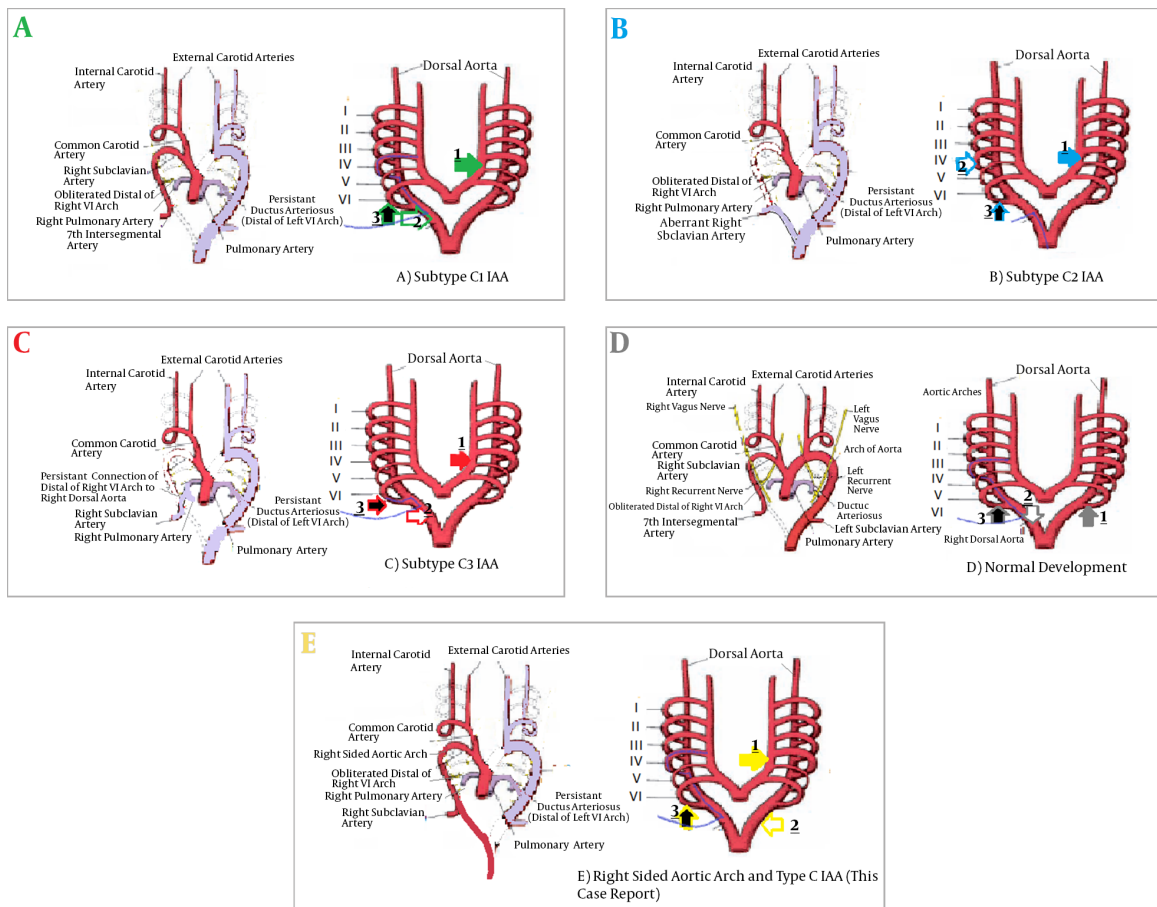 A
External Carotid Arteries
Internal Carotid
Artery
Common Carotid
Artery
Right Subclavian
Artery
Obliterated Distal of
Right VI Arch
Right Pulmonary Artery
7th Intersegmental
Artery
Persistant
Ductus Arteriosus
(Distal of Left VI Arch)
Pulmonary Artery
Dorsal Aorta
I
II
III
IV
V
VI
1
2
3
A) Subtype C1 IAA
B
External Carotid Arteries
Internal Carotid
Artery
Common Carotid
Artery
Obliterated Distal of
Right VI Arch
Right Pulmonary Artery
Aberrant Right
Sbclavian Artery
Persistant
Ductus Arteriosus
(Distal of Left VI Arch)
Pulmonary Artery
Dorsal Aorta
I
II
III
IV
V
VI
1
2
3
B) Subtype C2 IAA
C
External Carotid Arteries
Internal Carotid
Artery
Common Carotid
Artery
Persistant Connection of
Distal of Right VI Arch to
Right Dorsal Aorta
Right Subclavian
Artery
Right Pulmonary Artery
Persistant
Ductus Arteriosus
(Distal of Left VI Arch)
Pulmonary Artery
Dorsal Aorta
I
II
III
IV
V
VI
1
2
3
C) Subtype C3 IAA
D
External Carotid Arteries
Internal Carotid
Artery
Right Vagus Nerve
Left
Vagus
Nerve
Common Carotid
Artery
Arch of Aorta
Right Subclavian
Artery
Left
Recurrent
Nerve
Right Recurrent Nerve
Obliterated Distal of Right VI Arch
Ductuc
Arteriosus
7th Intersegmental
Artery
Left Subclavian Artery
Pulmonary Artery
Dorsal Aorta
Aortic Arches
I
II
III
IV
V
VI
1
2
3
Right Dorsal Aorta
D) Normal Development
E
External Carotid Arteries
Internal Carotid
Artery
Common Carotid
Artery
Right Sided Aortic Arch
Obliterated Distal of
Right VI Arch
Right Pulmonary Artery
Right Subclavian
Artery
Persistant
Ductus Arteriosus
(Distal of Left VI Arch)
Pulmonary Artery
Dorsal Aorta
I
II
III
IV
V
VI
1
2
3
E) Right Sided Aortic Arch and Type C IAA (This
Case Report)